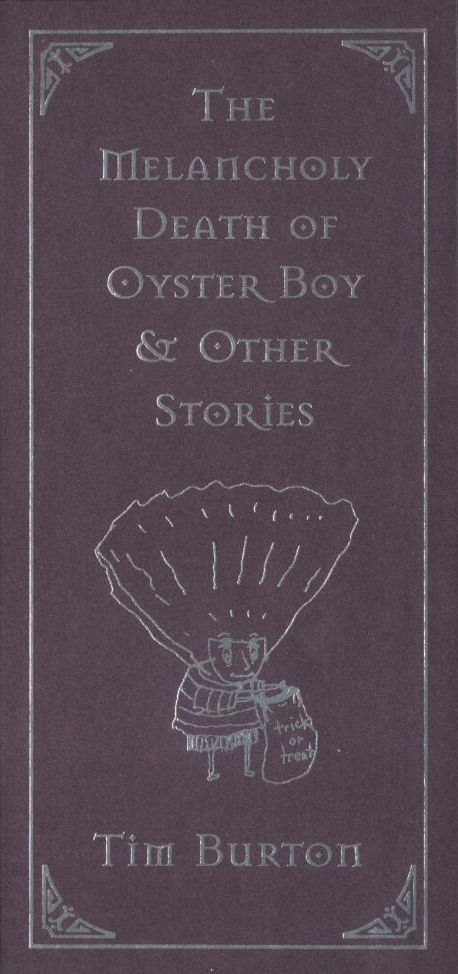 The
Melancholy
Death of
Oyster Boy
& Other
Stories
trick
or
treat
Tim Burton